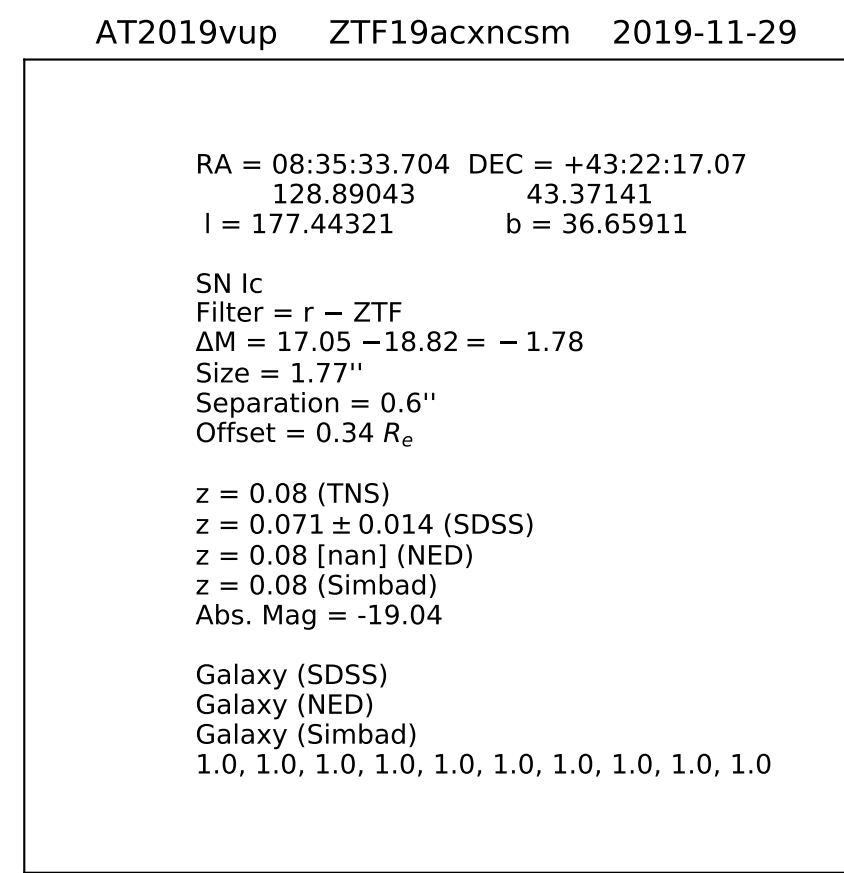 AT2019vup ZTF19acxncsm 2019-11-29
RA = 08:35:33.704 DEC = +43:22:17.07
128.89043 43.37141
l = 177.44321 b = 36.65911
SN Ic
Filter = r − ZTF
ΔM = 17.05 −18.82 = − 1.78
Size = 1.77''
Separation = 0.6''
Offset = 0.34 Re
z = 0.08 (TNS)
z = 0.071 ± 0.014 (SDSS)
z = 0.08 [nan] (NED)
z = 0.08 (Simbad)
Abs. Mag = -19.04
Galaxy (SDSS)
Galaxy (NED)
Galaxy (Simbad)
1.0, 1.0, 1.0, 1.0, 1.0, 1.0, 1.0, 1.0, 1.0, 1.0